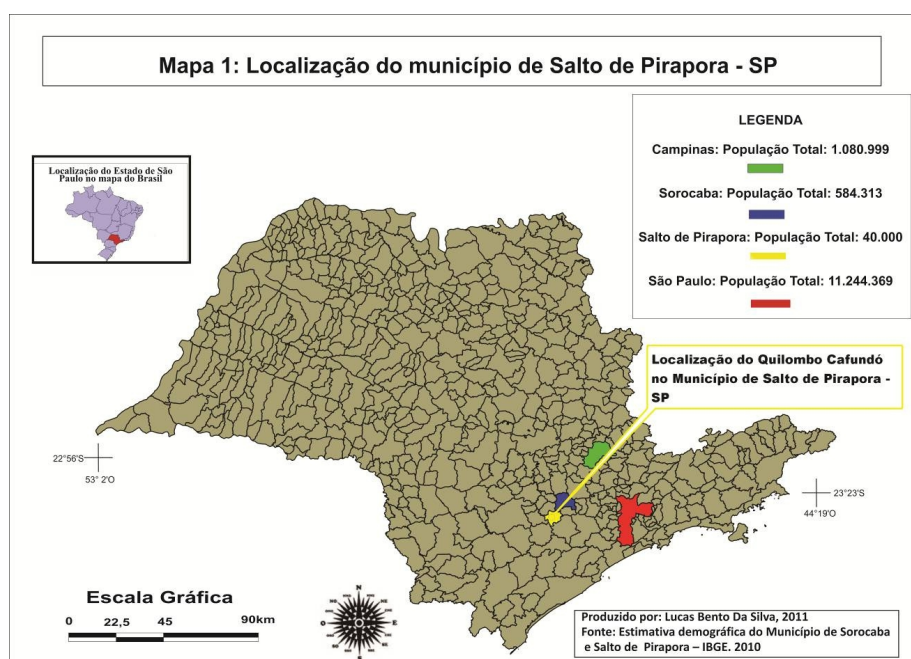 Mapa 1: Localização do município de Salto de Pirapora - SP
LEGENDA
Campinas: População Total: 1.080.999
Sorocaba: População Total: 584.313
Salto de Pirapora: População Total: 40.000
São Paulo: População Total: 11.244.369
Localização do Estado de São
Paulo no mapa do Brasil
Localização do Quilombo Cafundó
no Município de Salto de Pirapora -
SP
22°56'S
53° 2'O
23°23'S
44°19'O
Escala Gráfica
0 22,5 45 90km
N
O E
S
Produzido por: Lucas Bento Da Silva, 2011
Fonte: Estimativa demográfica do Município de Sorocaba
e Salto de Pirapora – IBGE. 2010